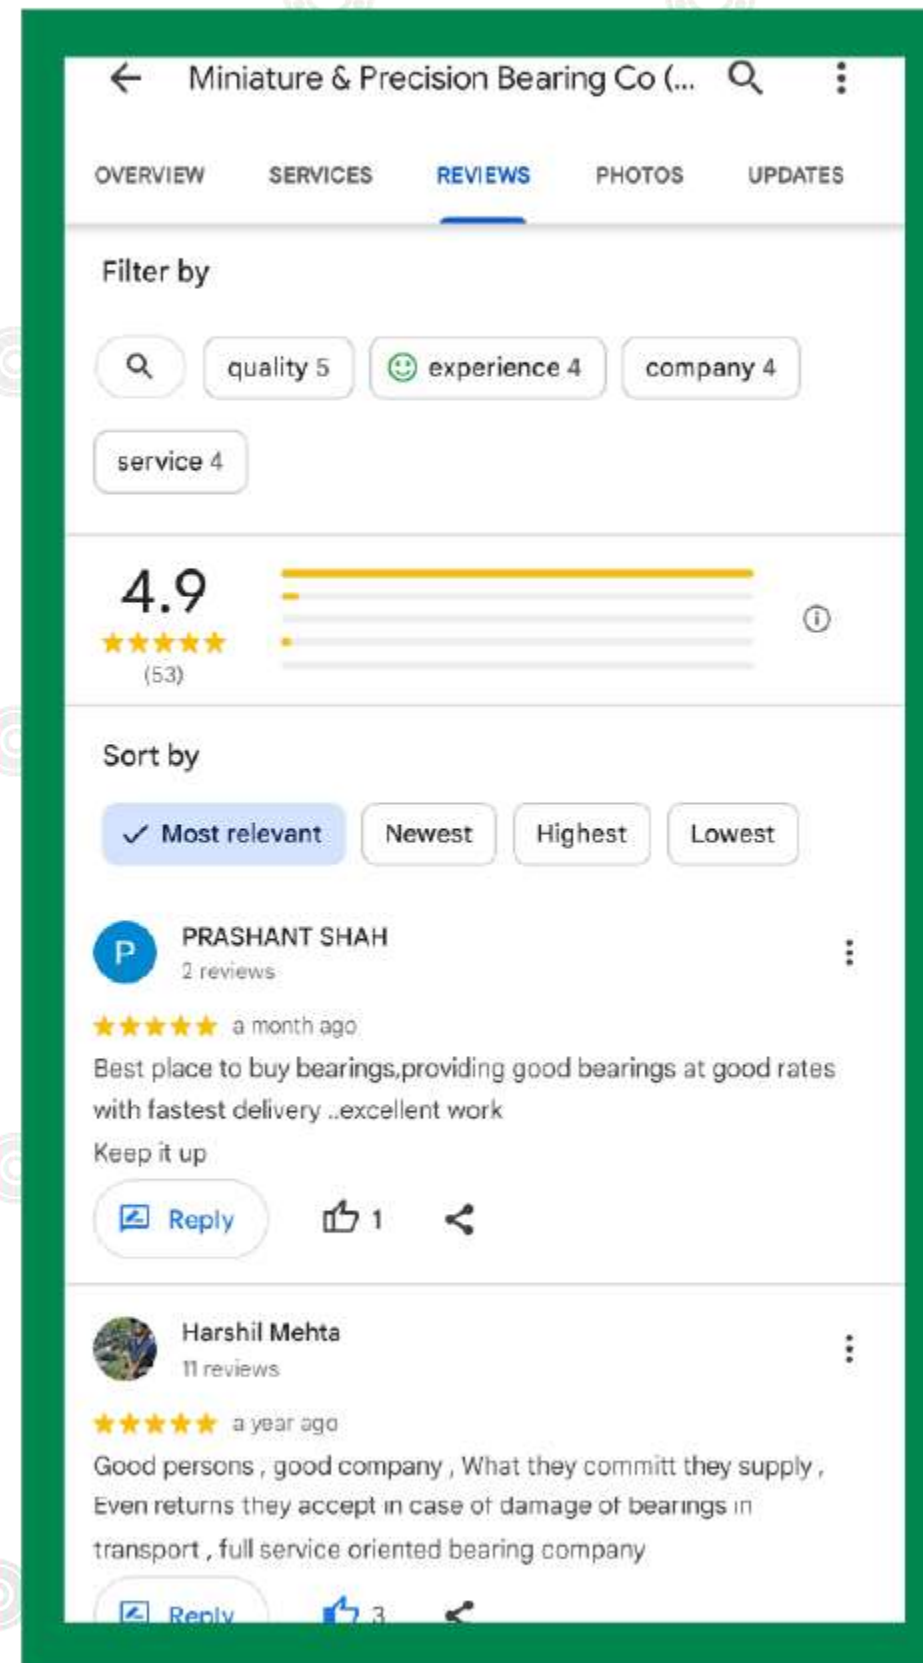 Miniature & Precision Bearing Co (...
OVERVIEW SERVICES REVIEWS PHOTOS UPDATES
Filter by
quality 5 experience 4 company 4
service 4
4.9
(53)
Sort by
Most relevant Newest Highest Lowest
P
PRASHANT SHAH
2 reviews
a month ago
Best place to buy bearings,providing good bearings at good rates
with fastest delivery ..excellent work
Keep it up
Reply 1
Harshil Mehta
11 reviews
a year ago
Good persons , good company , What they committ they supply ,
Even returns they accept in case of damage of bearings in
transport , full service oriented bearing company
Reply 3